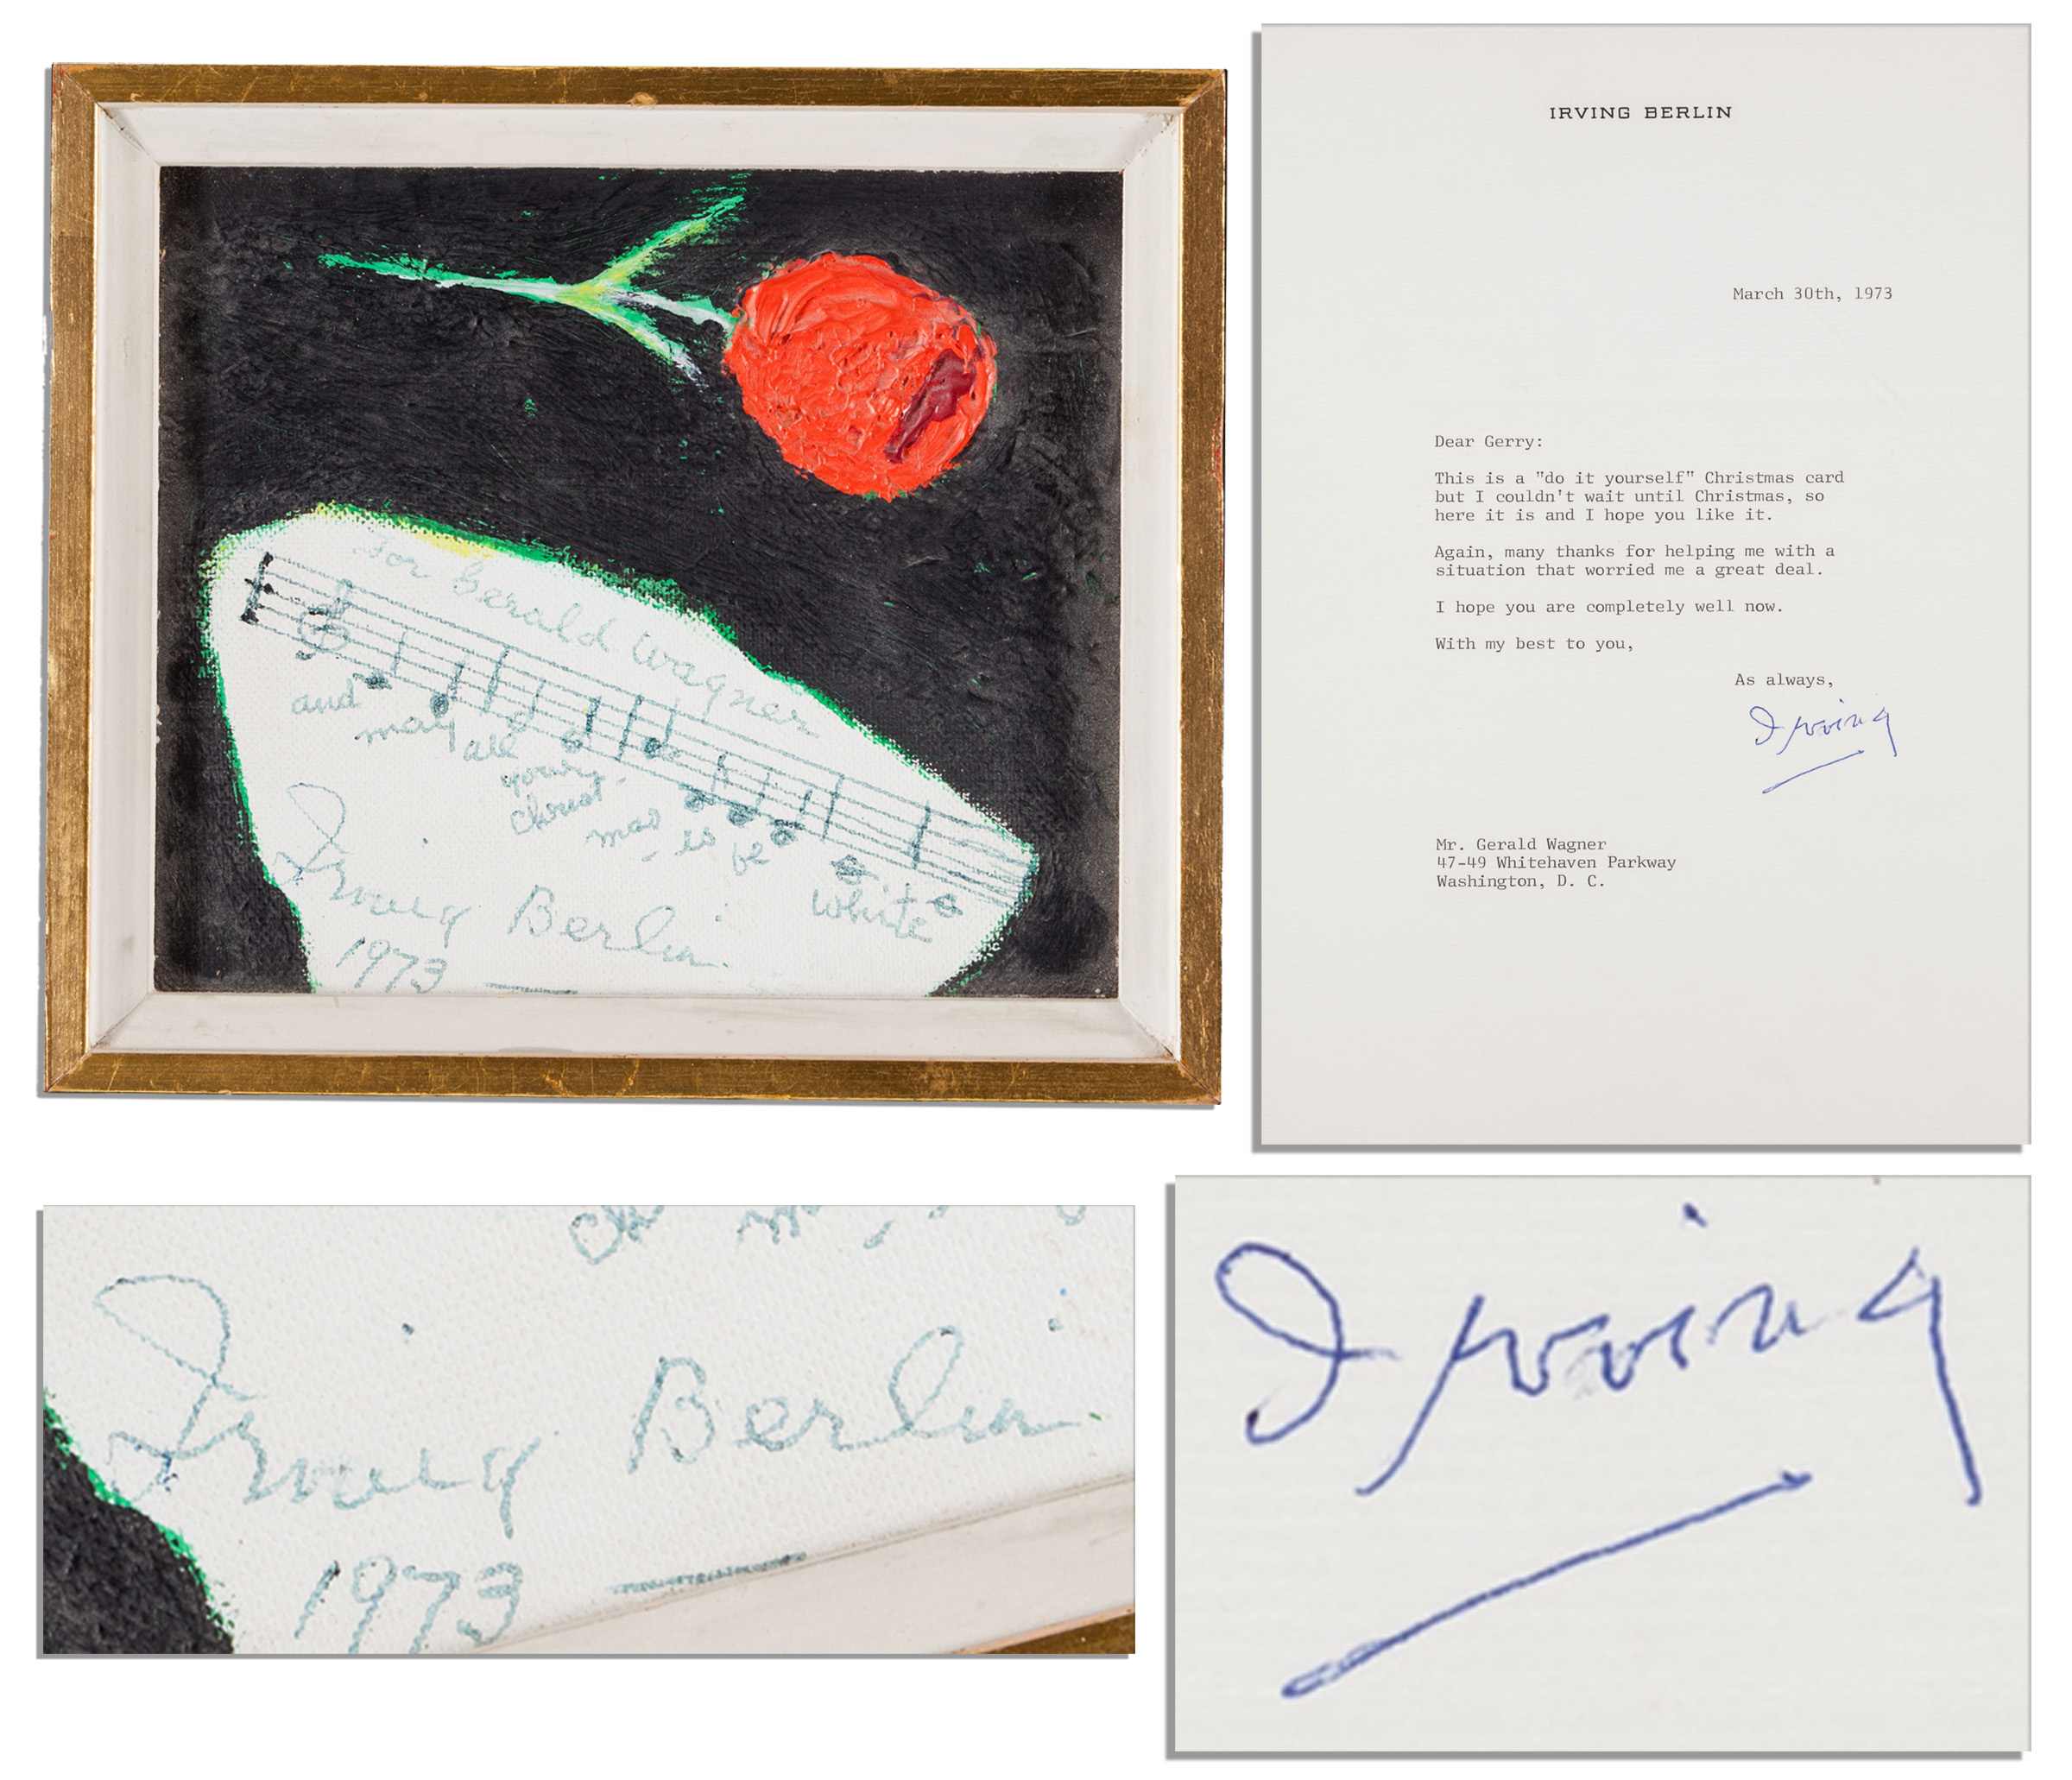 for Gerald Wagner
and may all your Christ-mas-es be white
Irving Berlin
1973
IRVING BERLIN
March 30th, 1973
Dear Gerry:
This is a "do it yourself" Christmas card
but I couldn't wait until Christmas, so
here it is and I hope you like it.
Again, many thanks for helping me with a
situation that worried me a great deal.
I hope you are completely well now.
With my best to you,
As always,
Irving
Mr. Gerald Wagner
47-49 Whitehaven Parkway
Washington, D. C.
Irving Berlin
1973
Irving